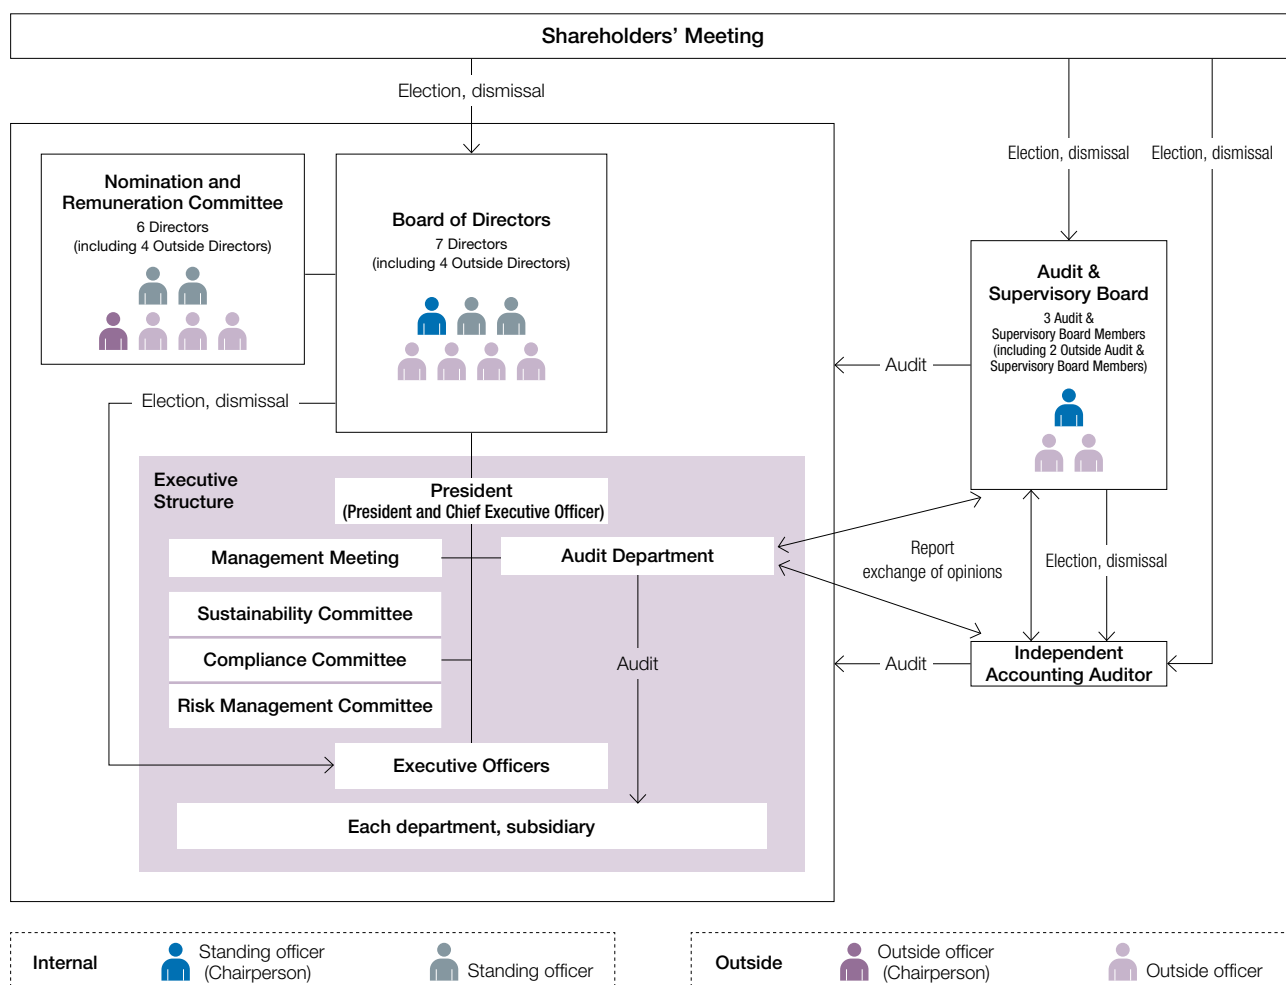 Shareholders' Meeting
Election, dismissal
Election, dismissal
Election, dismissal
Nomination and
Remuneration Committee
6 Directors
(including 4 Outside Directors)
Board of Directors
7 Directors
(including 4 Outside Directors)
Audit &
Supervisory Board
3 Audit &
Supervisory Board Members
(including 2 Outside Audit &
Supervisory Board Members)
Audit
Election, dismissal
Executive
Structure
President
(President and Chief Executive Officer)
Management Meeting
Audit Department
Report
exchange of opinions
Election, dismissal
Sustainability Committee
Compliance Committee
Risk Management Committee
Audit
Audit
Independent
Accounting Auditor
Executive Officers
Each department, subsidiary
Internal
Standing officer
(Chairperson)
Standing officer
Outside
Outside officer
(Chairperson)
Outside officer